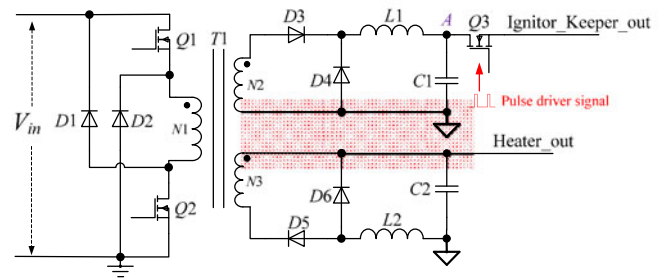 D3 L1 A Q3 Ignitor_Keeper_out
Q1 T1
N2 D4 C1 Pulse driver signal
Vin D1 D2 N1
Heater_out
N3 D6 C2
Q2 D5 L2